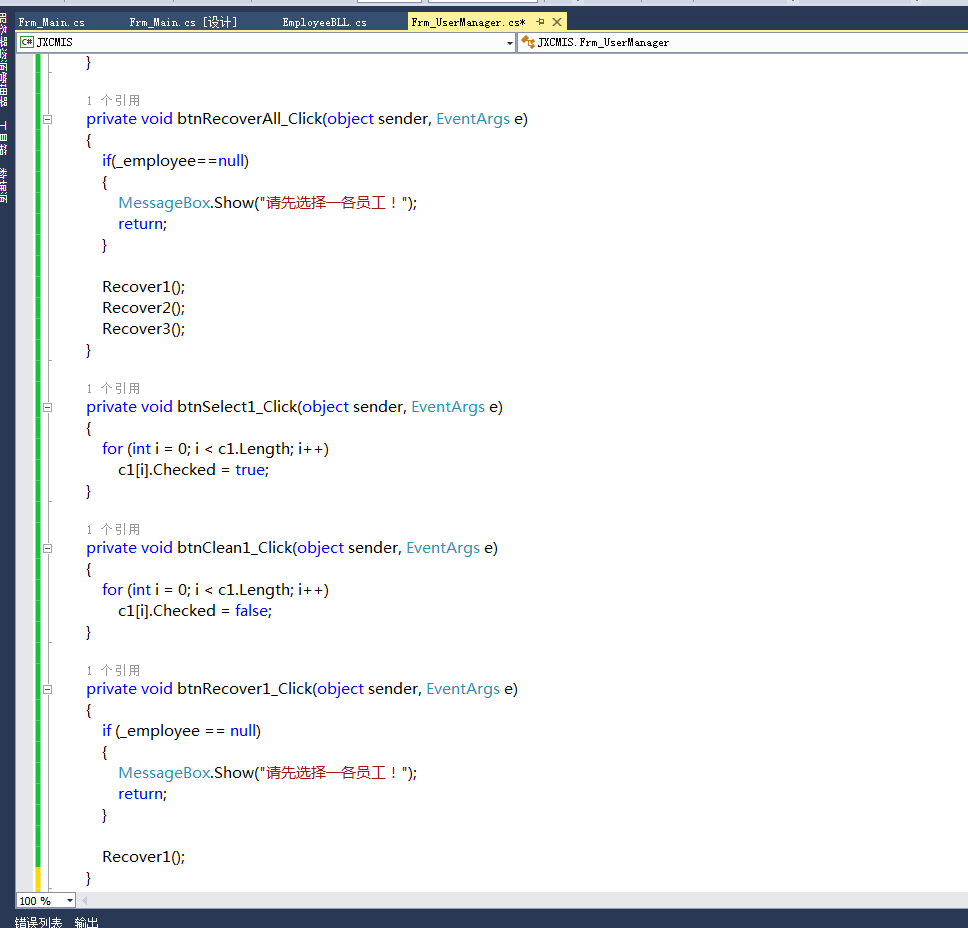 Frm_Main.cs Frm_Main.cs [设计] EmployeeBLL.cs Frm_UserManager.cs*
服务器资源管理器 工具箱 数据源
C# JXCMIS JXCMIS.Frm_UserManager
}
1 个引用
private void btnRecoverAll_Click(object sender, EventArgs e)
{
if(_employee==null)
{
MessageBox.Show("请先选择一各员工！");
return;
}
Recover1();
Recover2();
Recover3();
}
1 个引用
private void btnSelect1_Click(object sender, EventArgs e)
{
for (int i = 0; i < c1.Length; i++)
c1[i].Checked = true;
}
1 个引用
private void btnClean1_Click(object sender, EventArgs e)
{
for (int i = 0; i < c1.Length; i++)
c1[i].Checked = false;
}
1 个引用
private void btnRecover1_Click(object sender, EventArgs e)
{
if (_employee == null)
{
MessageBox.Show("请先选择一各员工！");
return;
}
Recover1();
}
100 %
错误列表 输出